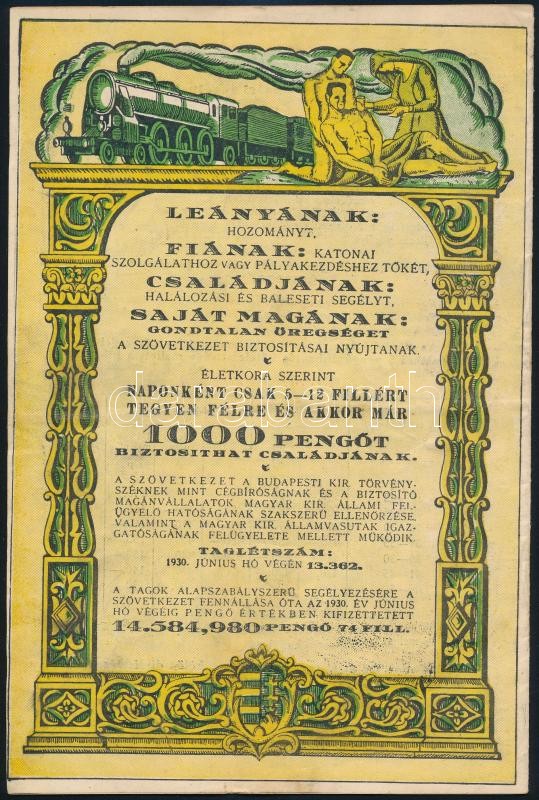 LEÁNYÁNAK:
HOZOMÁNYT,
FIÁNAK: KATONAI
SZOLGÁLATHOZ VAGY PÁLYAKEZDÉSHEZ TŐKÉT,
CSALÁDJÁNAK:
HALÁLOZÁSI ÉS BALESETI SEGÉLYT,
SAJÁT MAGÁNAK:
GONDTALAN ÖREGSÉGET
A SZÖVETKEZET BIZTOSÍTÁSAI NYÚJTANAK.
ÉLETKORA SZERINT
NAPONKÉNT CSAK 5—12 FILLÉRT
TEGYEN FÉLRE ÉS AKKOR MÁR
1000 PENGŐT
BIZTOSITHAT CSALÁDJÁNAK.
A SZÖVETKEZET A BUDAPESTI KIR. TÖRVÉNY-
SZÉKNEK MINT CÉGBÍRÓSÁGNAK ÉS A BIZTOSÍTÓ
MAGÁNVÁLLALATOK MAGYAR KIR. ÁLLAMI FEL-
ÜGYELŐ HATÓSÁGÁNAK SZAKSZERŰ ELLENŐRZÉSE,
VALAMINT A MAGYAR KIR. ÁLLAMVASUTAK IGAZ-
GATÓSÁGÁNAK FELÜGYELETE MELLETT MŰKÖDIK.
TAGLÉTSZÁM:
1930. JÚNIUS HÓ VÉGÉN 13.362.
A TAGOK ALAPSZABÁLYSZERŰ SEGÉLYEZÉSÉRE A
SZÖVETKEZET FENNÁLLÁSA ÓTA AZ 1930. ÉV JÚNIUS
HÓ VÉGÉIG PENGŐ ÉRTÉKBEN KIFIZETTETETT
14.584,980 PENGŐ 74 FILL.
darabanth